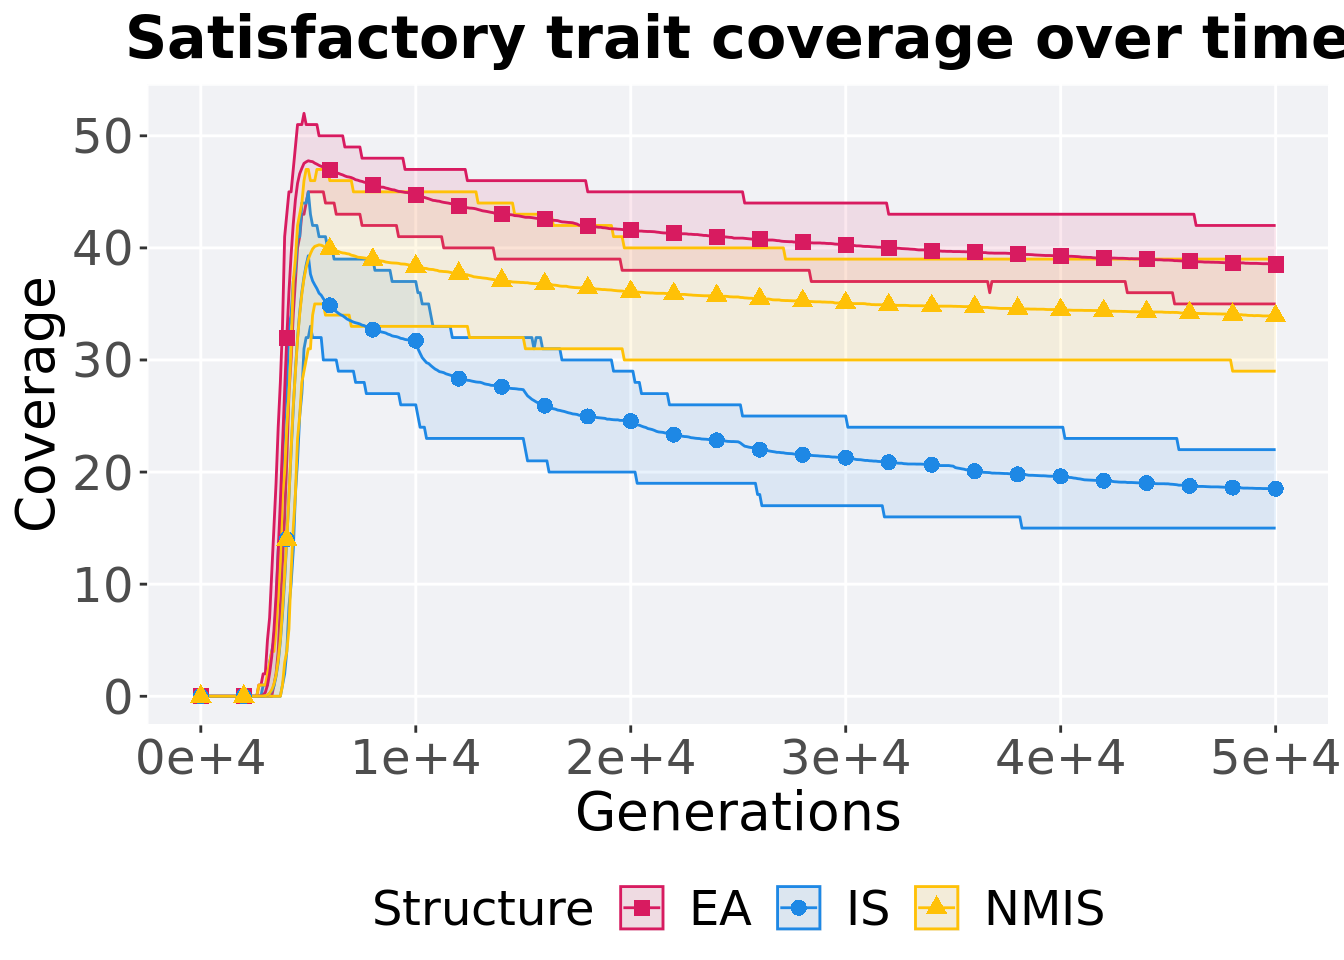 Satisfactory trait coverage over time
Coverage
50
40
30
20
10
0
0e+4 1e+4 2e+4 3e+4 4e+4 5e+4
Generations
Structure EA IS NMIS